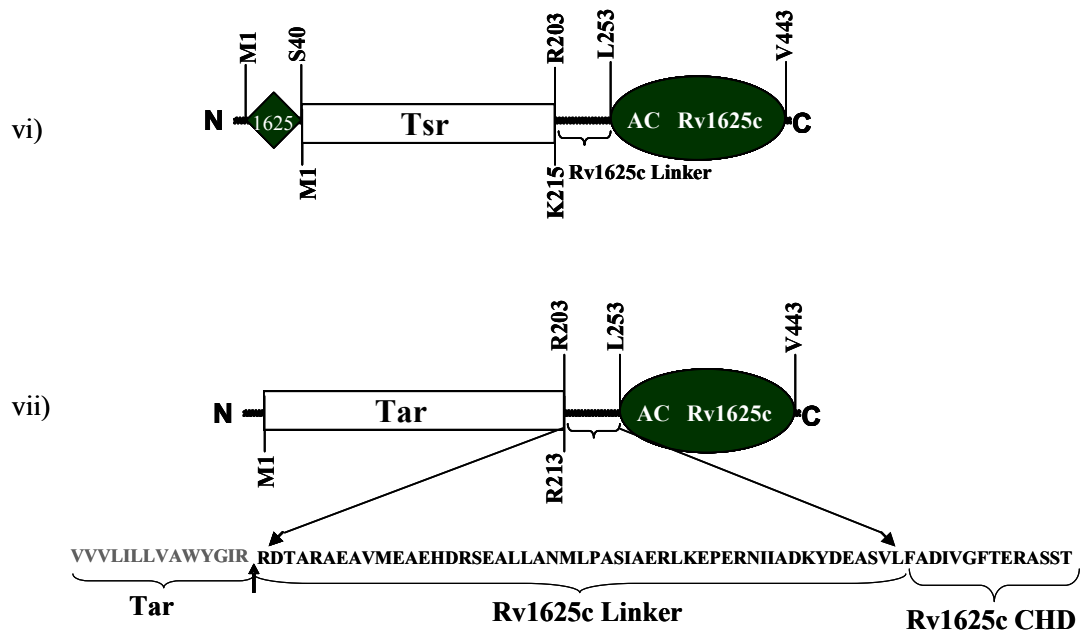 M1 S40 R203 L253 V443
vi) N 1625 Tsr AC Rv1625c C
M1 K215 Rv1625c Linker
R203 L253 V443
vii) N Tar AC Rv1625c C
M1 R213
VVVLILLVAWYGIR RDTARAEAVMEAEHDRSEALLANMLPASIAERLKEPERNIIADKYDEASVLFADIVGFTERASST
Tar Rv1625c Linker Rv1625c CHD